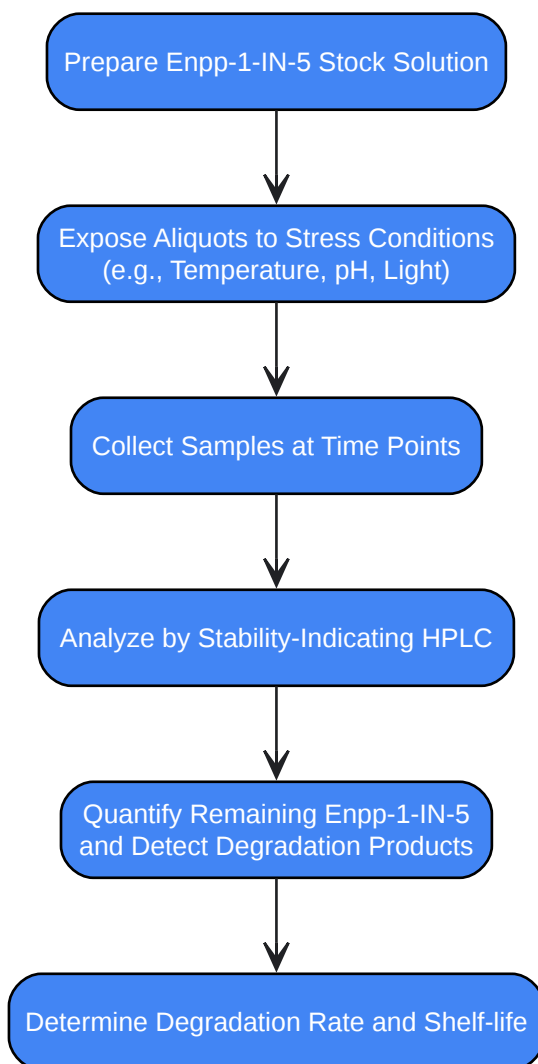 Prepare Enpp-1-IN-5 Stock Solution
Expose Aliquots to Stress Conditions
(e.g., Temperature, pH, Light)
Collect Samples at Time Points
Analyze by Stability-Indicating HPLC
Quantify Remaining Enpp-1-IN-5
and Detect Degradation Products
Determine Degradation Rate and Shelf-life